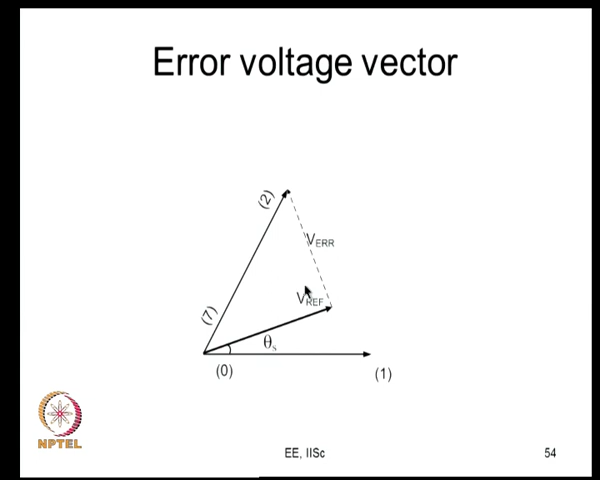 Error voltage vector
(2)
VERR
(7)
VREF
θs
(0)
(1)
NPTEL
EE, IISc
54